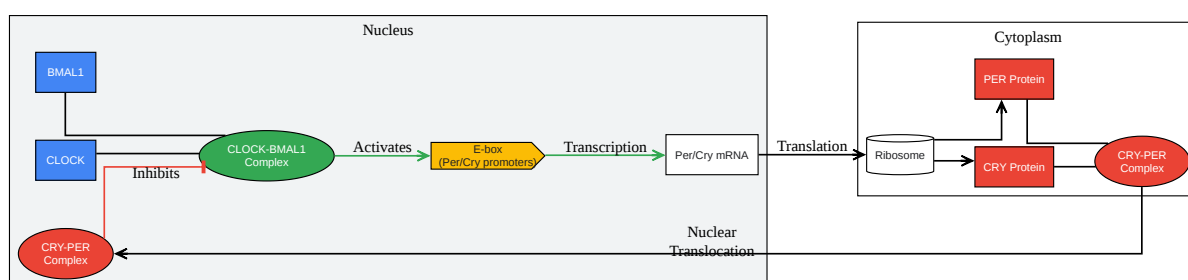 Nucleus
Cytoplasm
BMAL1
PER Protein
CLOCK
CLOCK-BMAL1
Complex
Activates
E-box
(Per/Cry promoters)
Transcription
Per/Cry mRNA
Translation
Ribosome
CRY Protein
CRY-PER
Complex
Inhibits
CRY-PER
Complex
Nuclear
Translocation